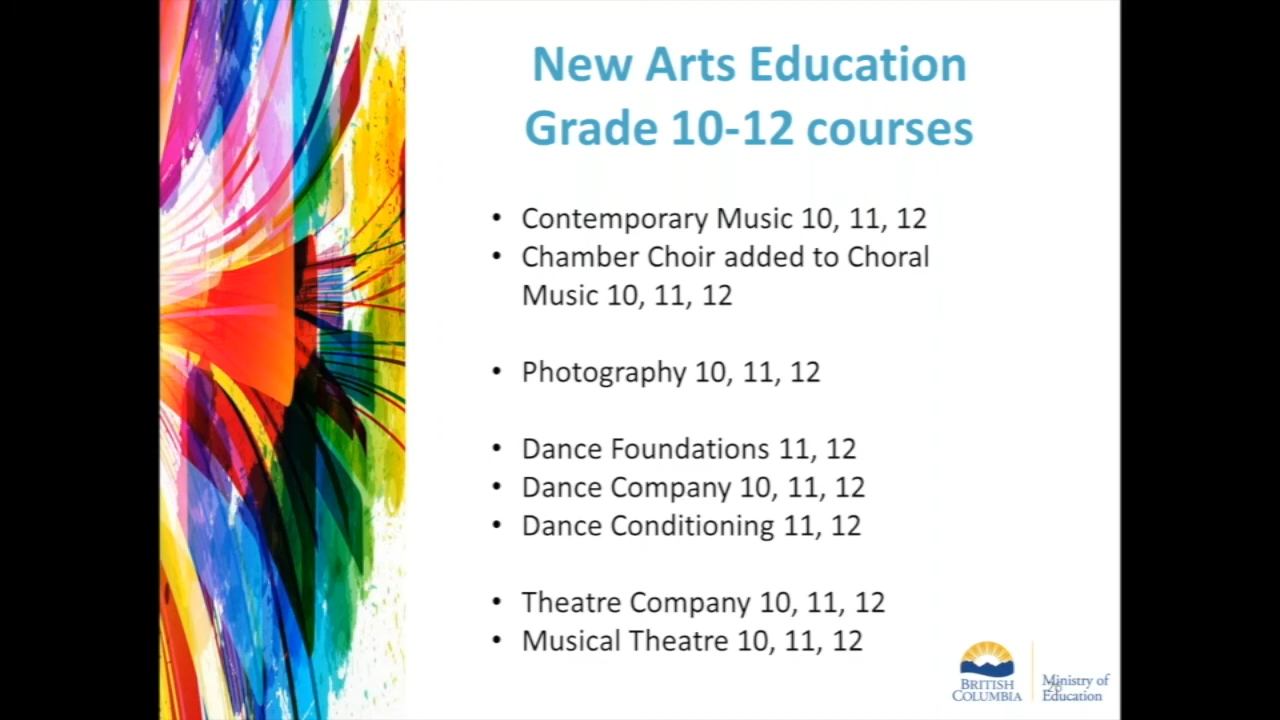 New Arts Education
Grade 10-12 courses
• Contemporary Music 10, 11, 12
• Chamber Choir added to Choral
Music 10, 11, 12
• Photography 10, 11, 12
• Dance Foundations 11, 12
• Dance Company 10, 11, 12
• Dance Conditioning 11, 12
• Theatre Company 10, 11, 12
• Musical Theatre 10, 11, 12
BRITISH
COLUMBIA
Ministry of
Education